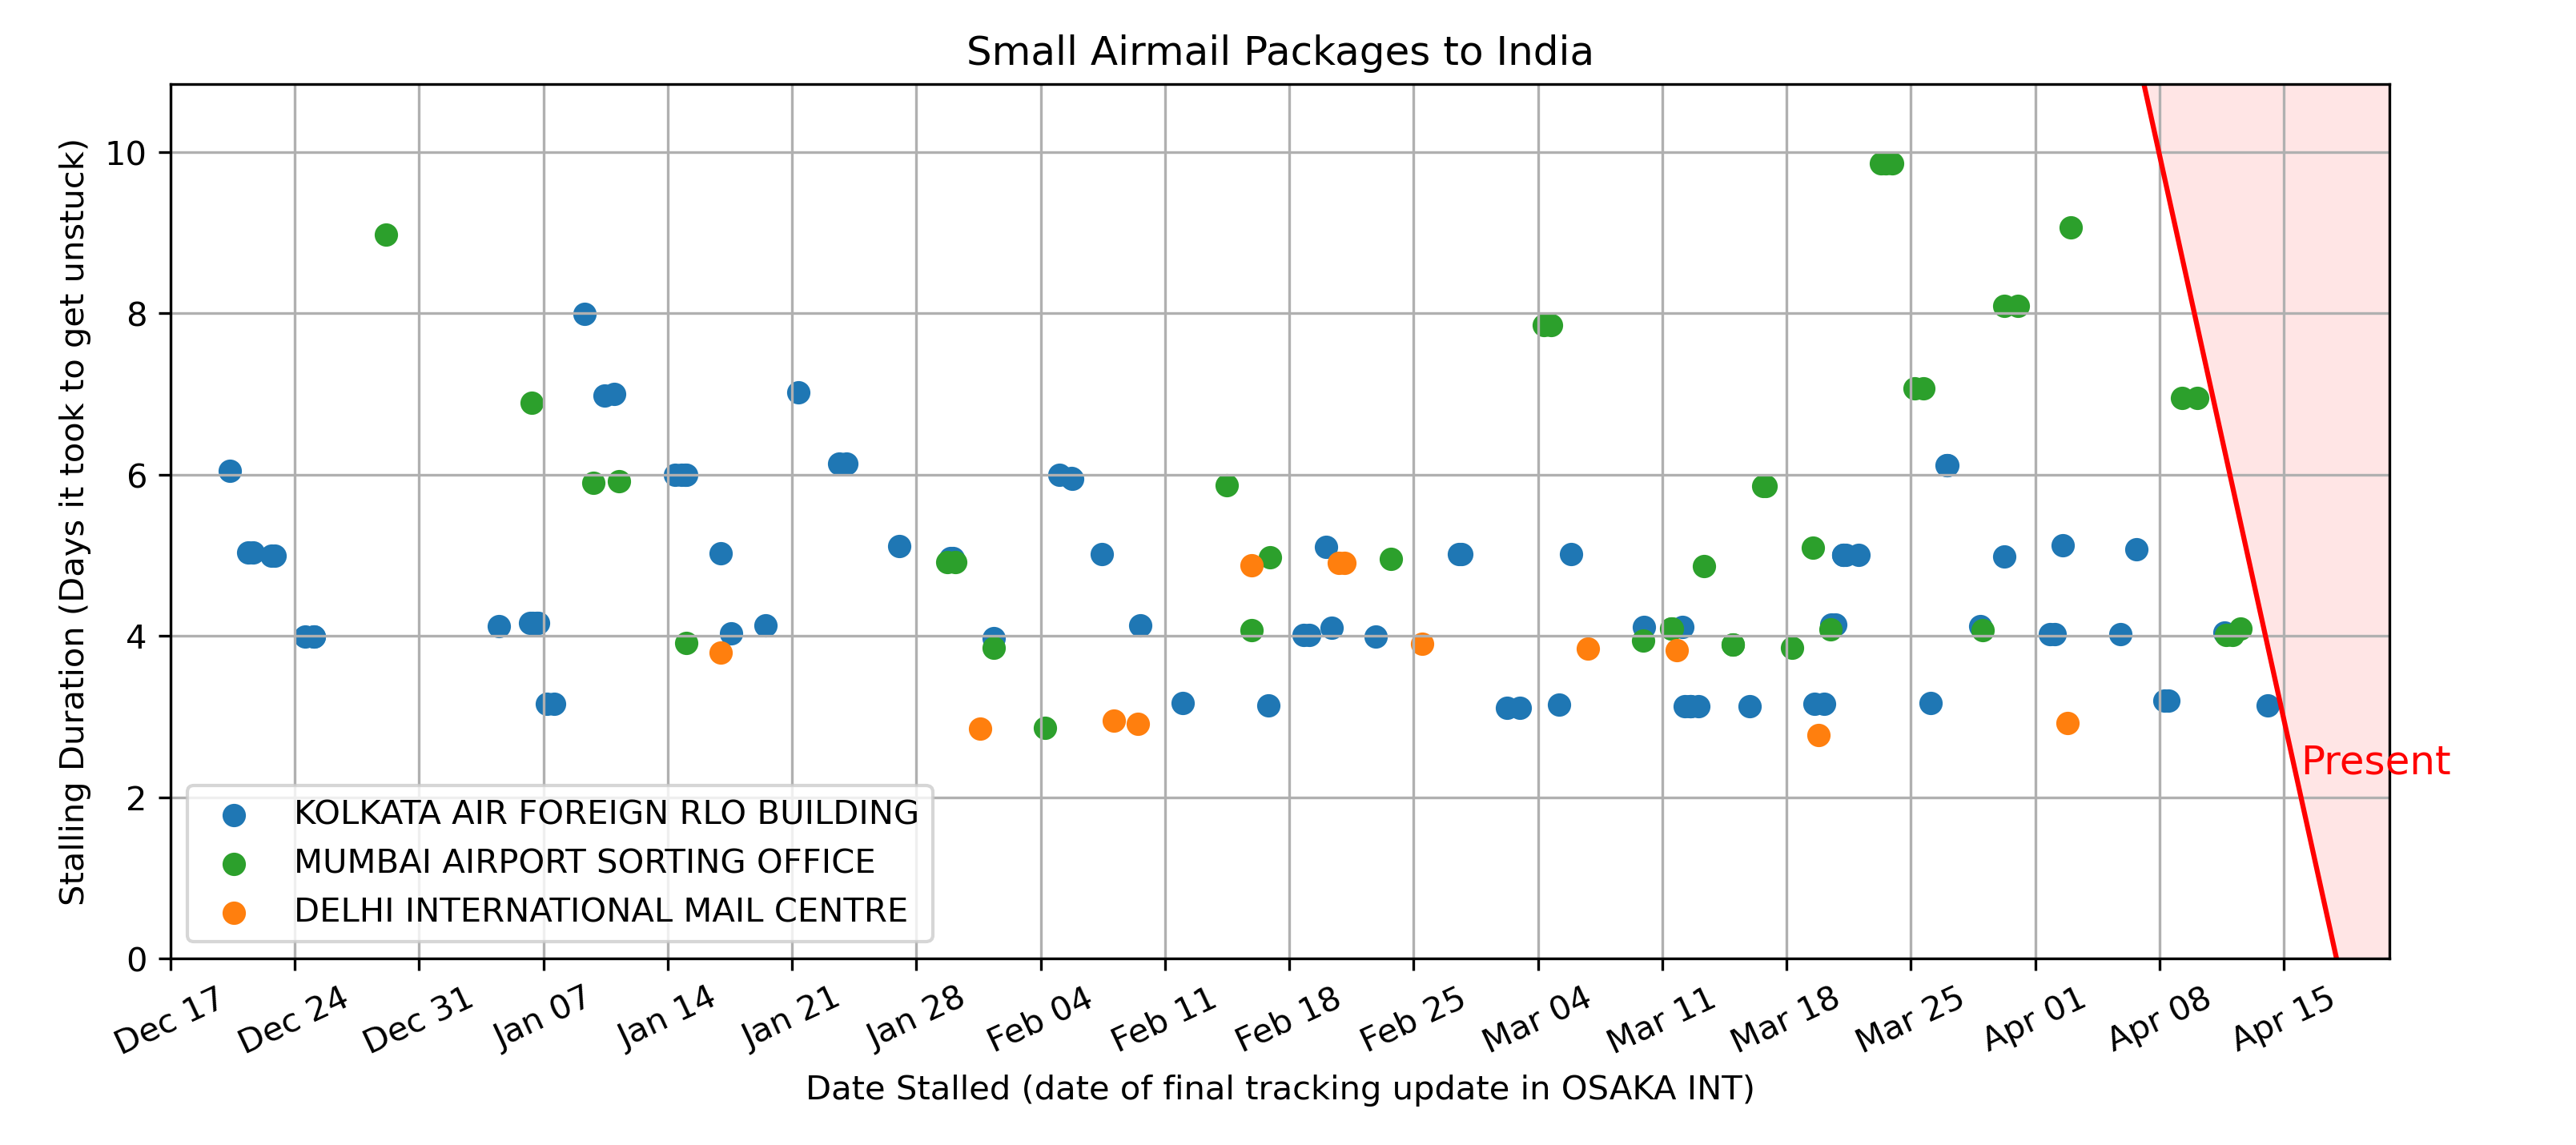 Small Airmail Packages to India
Stalling Duration (Days it took to get unstuck)
10
8
6
4
2
0
Present
KOLKATA AIR FOREIGN RLO BUILDING
MUMBAI AIRPORT SORTING OFFICE
DELHI INTERNATIONAL MAIL CENTRE
Dec 17
Dec 24
Dec 31
Jan 07
Jan 14
Jan 21
Jan 28
Feb 04
Feb 11
Feb 18
Feb 25
Mar 04
Mar 11
Mar 18
Mar 25
Apr 01
Apr 08
Apr 15
Date Stalled (date of final tracking update in OSAKA INT)